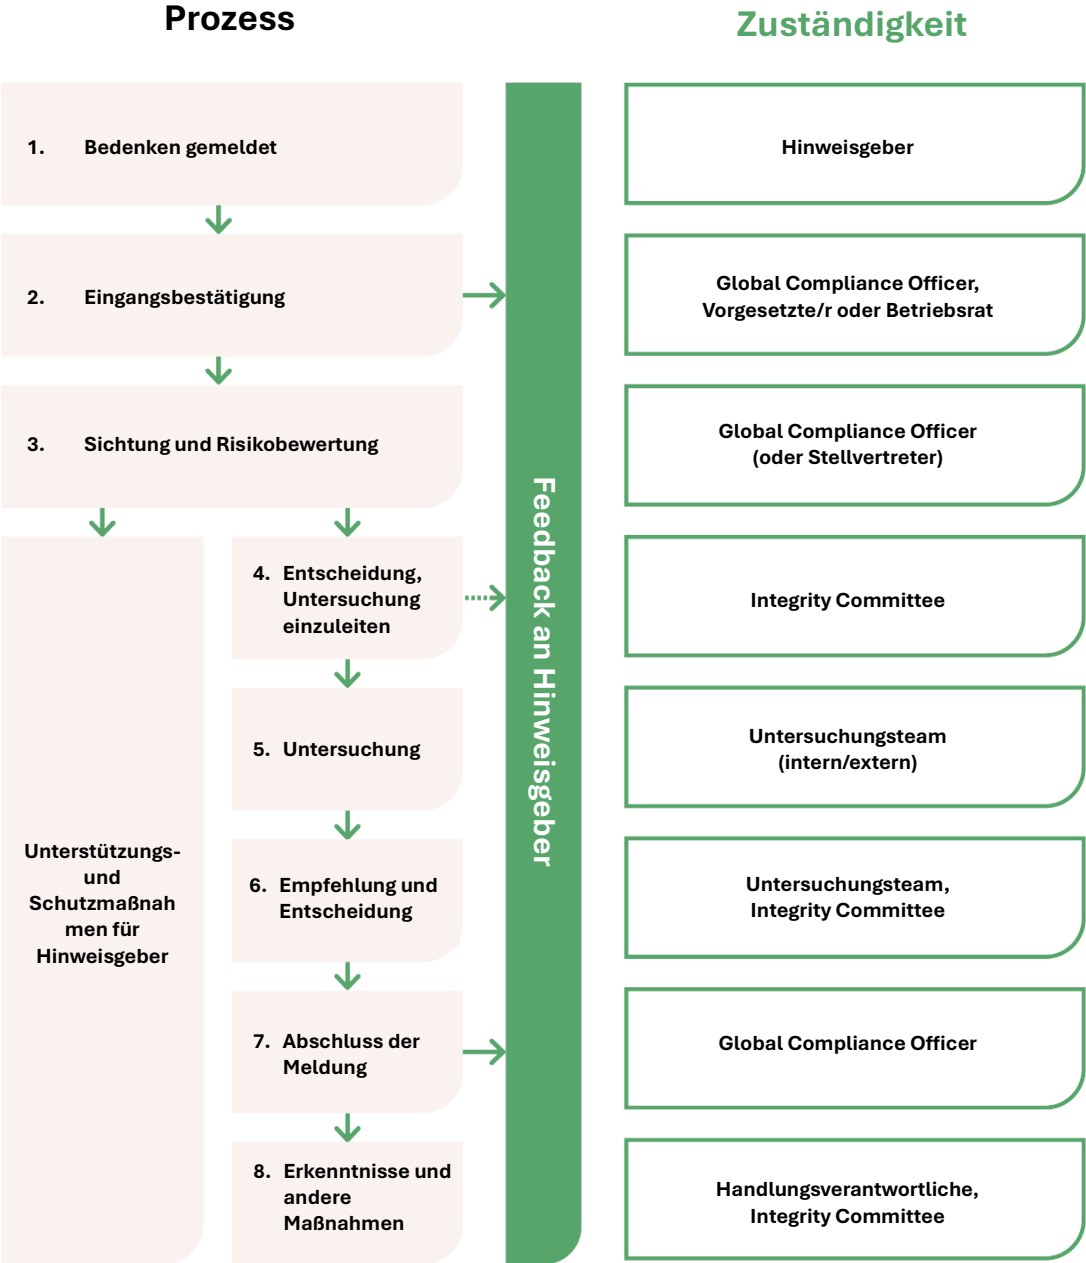 Prozess
Zuständigkeit
1. Bedenken gemeldet
Hinweisgeber
2. Eingangsbestätigung
Global Compliance Officer,
Vorgesetzte/r oder Betriebsrat
3. Sichtung und Risikobewertung
Global Compliance Officer
(oder Stellvertreter)
4. Entscheidung,
Untersuchung
einzuleiten
Integrity Committee
5. Untersuchung
Untersuchungsteam
(intern/extern)
6. Empfehlung und
Entscheidung
Untersuchungsteam,
Integrity Committee
7. Abschluss der
Meldung
Global Compliance Officer
8. Erkenntnisse und
andere
Maßnahmen
Handlungsverantwortliche,
Integrity Committee
Unterstützungs-
und
Schutzmaßnah
men für
Hinweisgeber
Feedback an Hinweisgeber